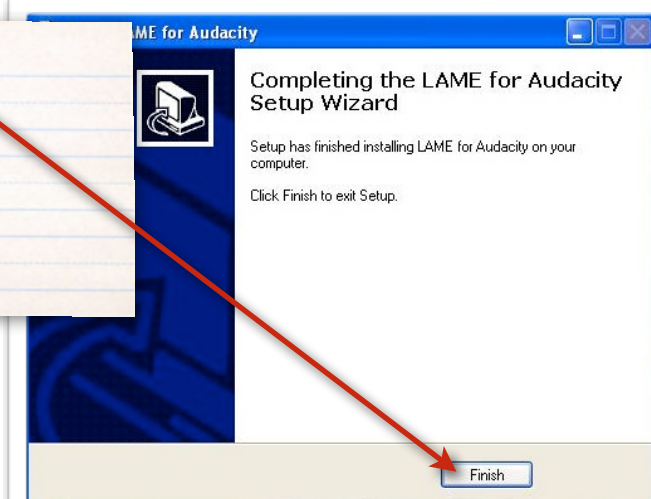 AME for Audacity
Completing the LAME for Audacity
Setup Wizard
Setup has finished installing LAME for Audacity on your
computer.
Click Finish to exit Setup.
Finish